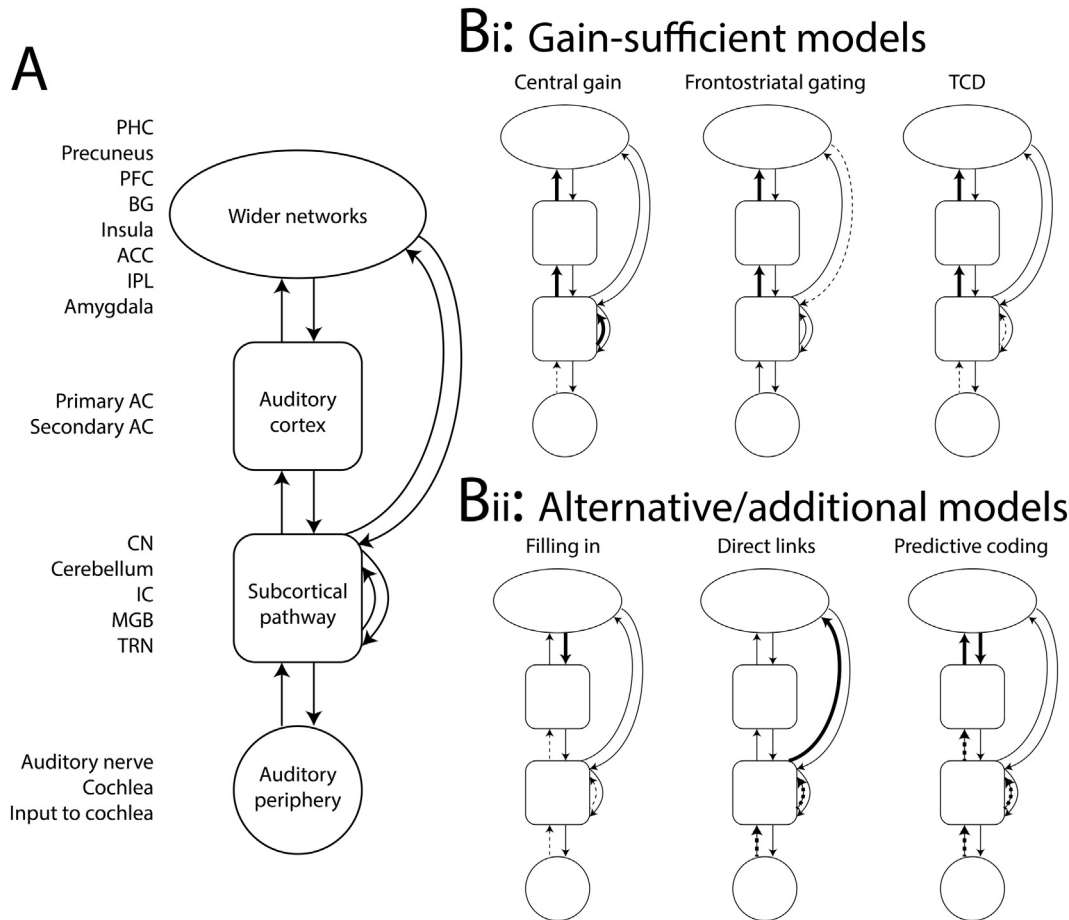 A
PHC
Precuneus
PFC
BG
Insula
ACC
IPL
Amygdala
Wider networks
Primary AC
Secondary AC
Auditory
cortex
CN
Cerebellum
IC
MGB
TRN
Subcortical
pathway
Auditory nerve
Cochlea
Input to cochlea
Auditory
periphery
Bi: Gain-sufficient models
Central gain
Frontostriatal gating
TCD
Bii: Alternative/additional models
Filling in
Direct links
Predictive coding